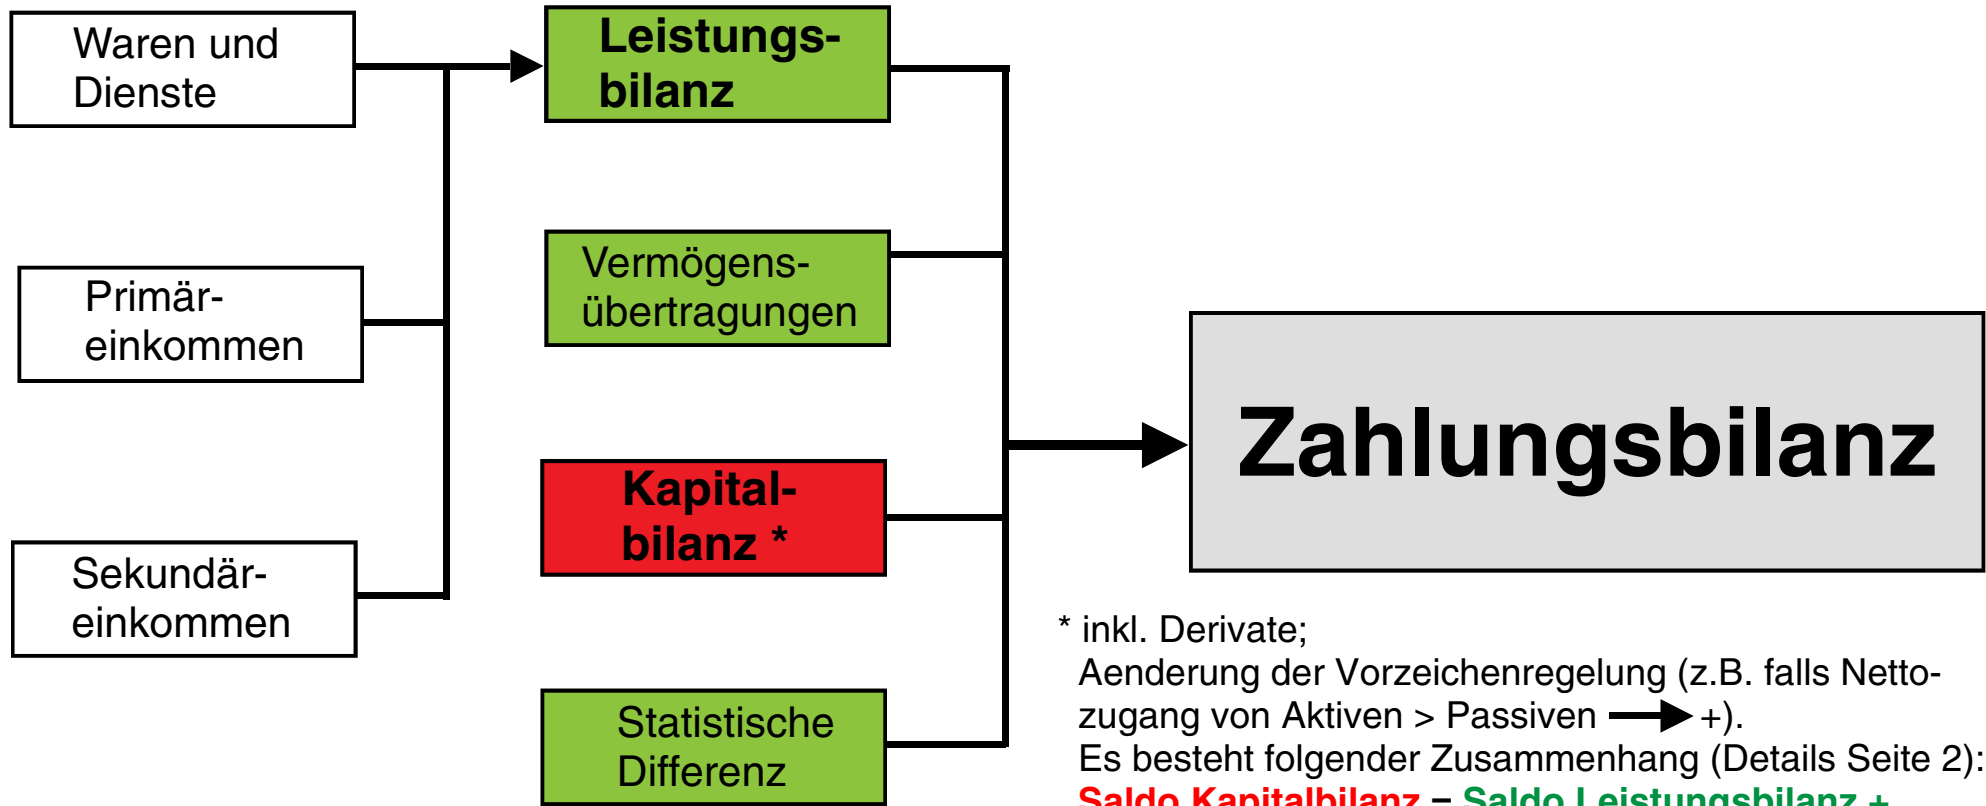 Waren und
Dienste
Primär-
einkommen
Sekundär-
einkommen
Leistungs-
bilanz
Vermögens-
übertragungen
Kapital-
bilanz *
Statistische
Differenz
Zahlungsbilanz
* inkl. Derivate;
Aenderung der Vorzeichenregelung (z.B. falls Netto-
zugang von Aktiven > Passiven → +).
Es besteht folgender Zusammenhang (Details Seite 2):
Saldo Kapitalbilanz = Saldo Leistungsbilanz +